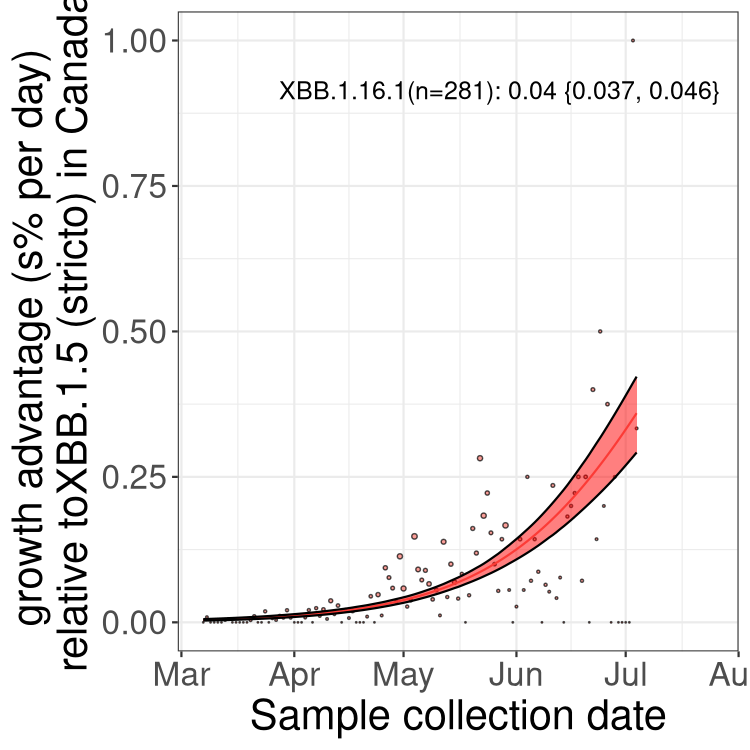 growth advantage (s% per day)
relative toXBB.1.5 (stricto) in Canada
1.00
XBB.1.16.1(n=281): 0.04 {0.037, 0.046}
0.75
0.50
0.25
0.00
Mar Apr May Jun Jul Au
Sample collection date